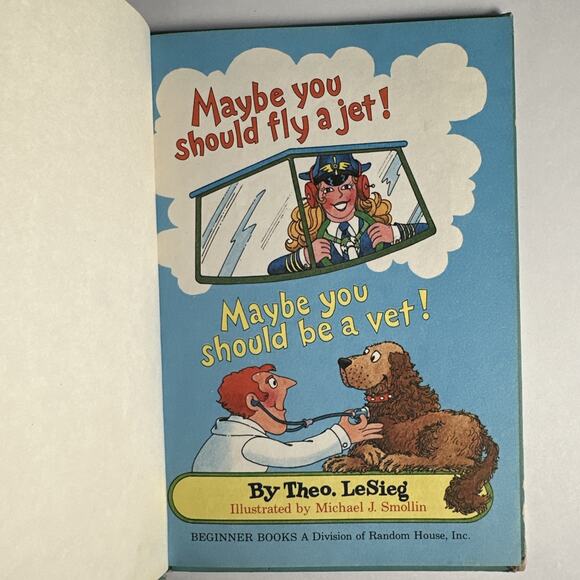 Maybe you
should fly a jet!
Maybe you
should be a vet!
By Theo. LeSieg
Illustrated by Michael J. Smollin
BEGINNER BOOKS A Division of Random House, Inc.